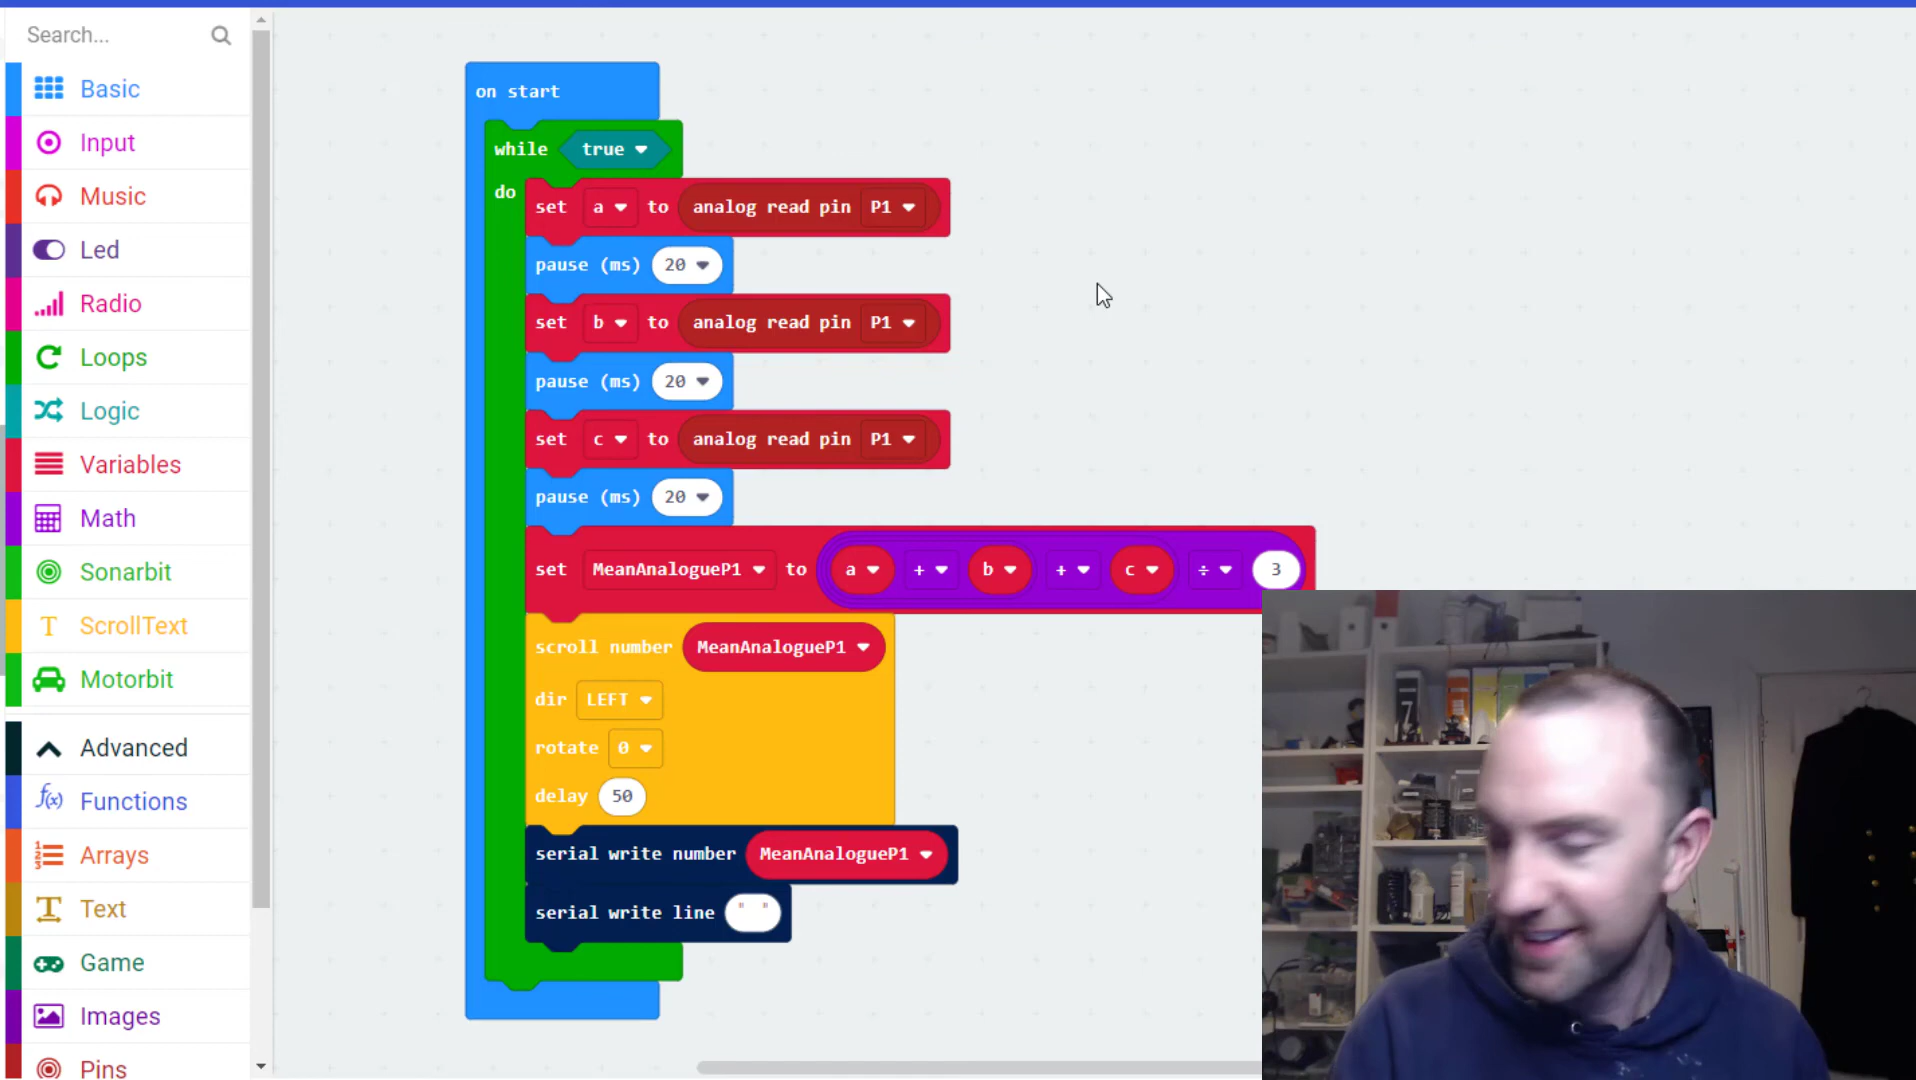 Search...
Basic
Input
Music
Led
Radio
Loops
Logic
Variables
Math
Sonarbit
ScrollText
Motorbit
Advanced
Functions
Arrays
Text
Game
Images
Pins
on start
while true
do
set a to analog read pin P1
pause (ms) 20
set b to analog read pin P1
pause (ms) 20
set c to analog read pin P1
pause (ms) 20
set MeanAnalogueP1 to a + b + c ÷ 3
scroll number MeanAnalogueP1
dir LEFT
rotate 0
delay 50
serial write number MeanAnalogueP1
serial write line " "